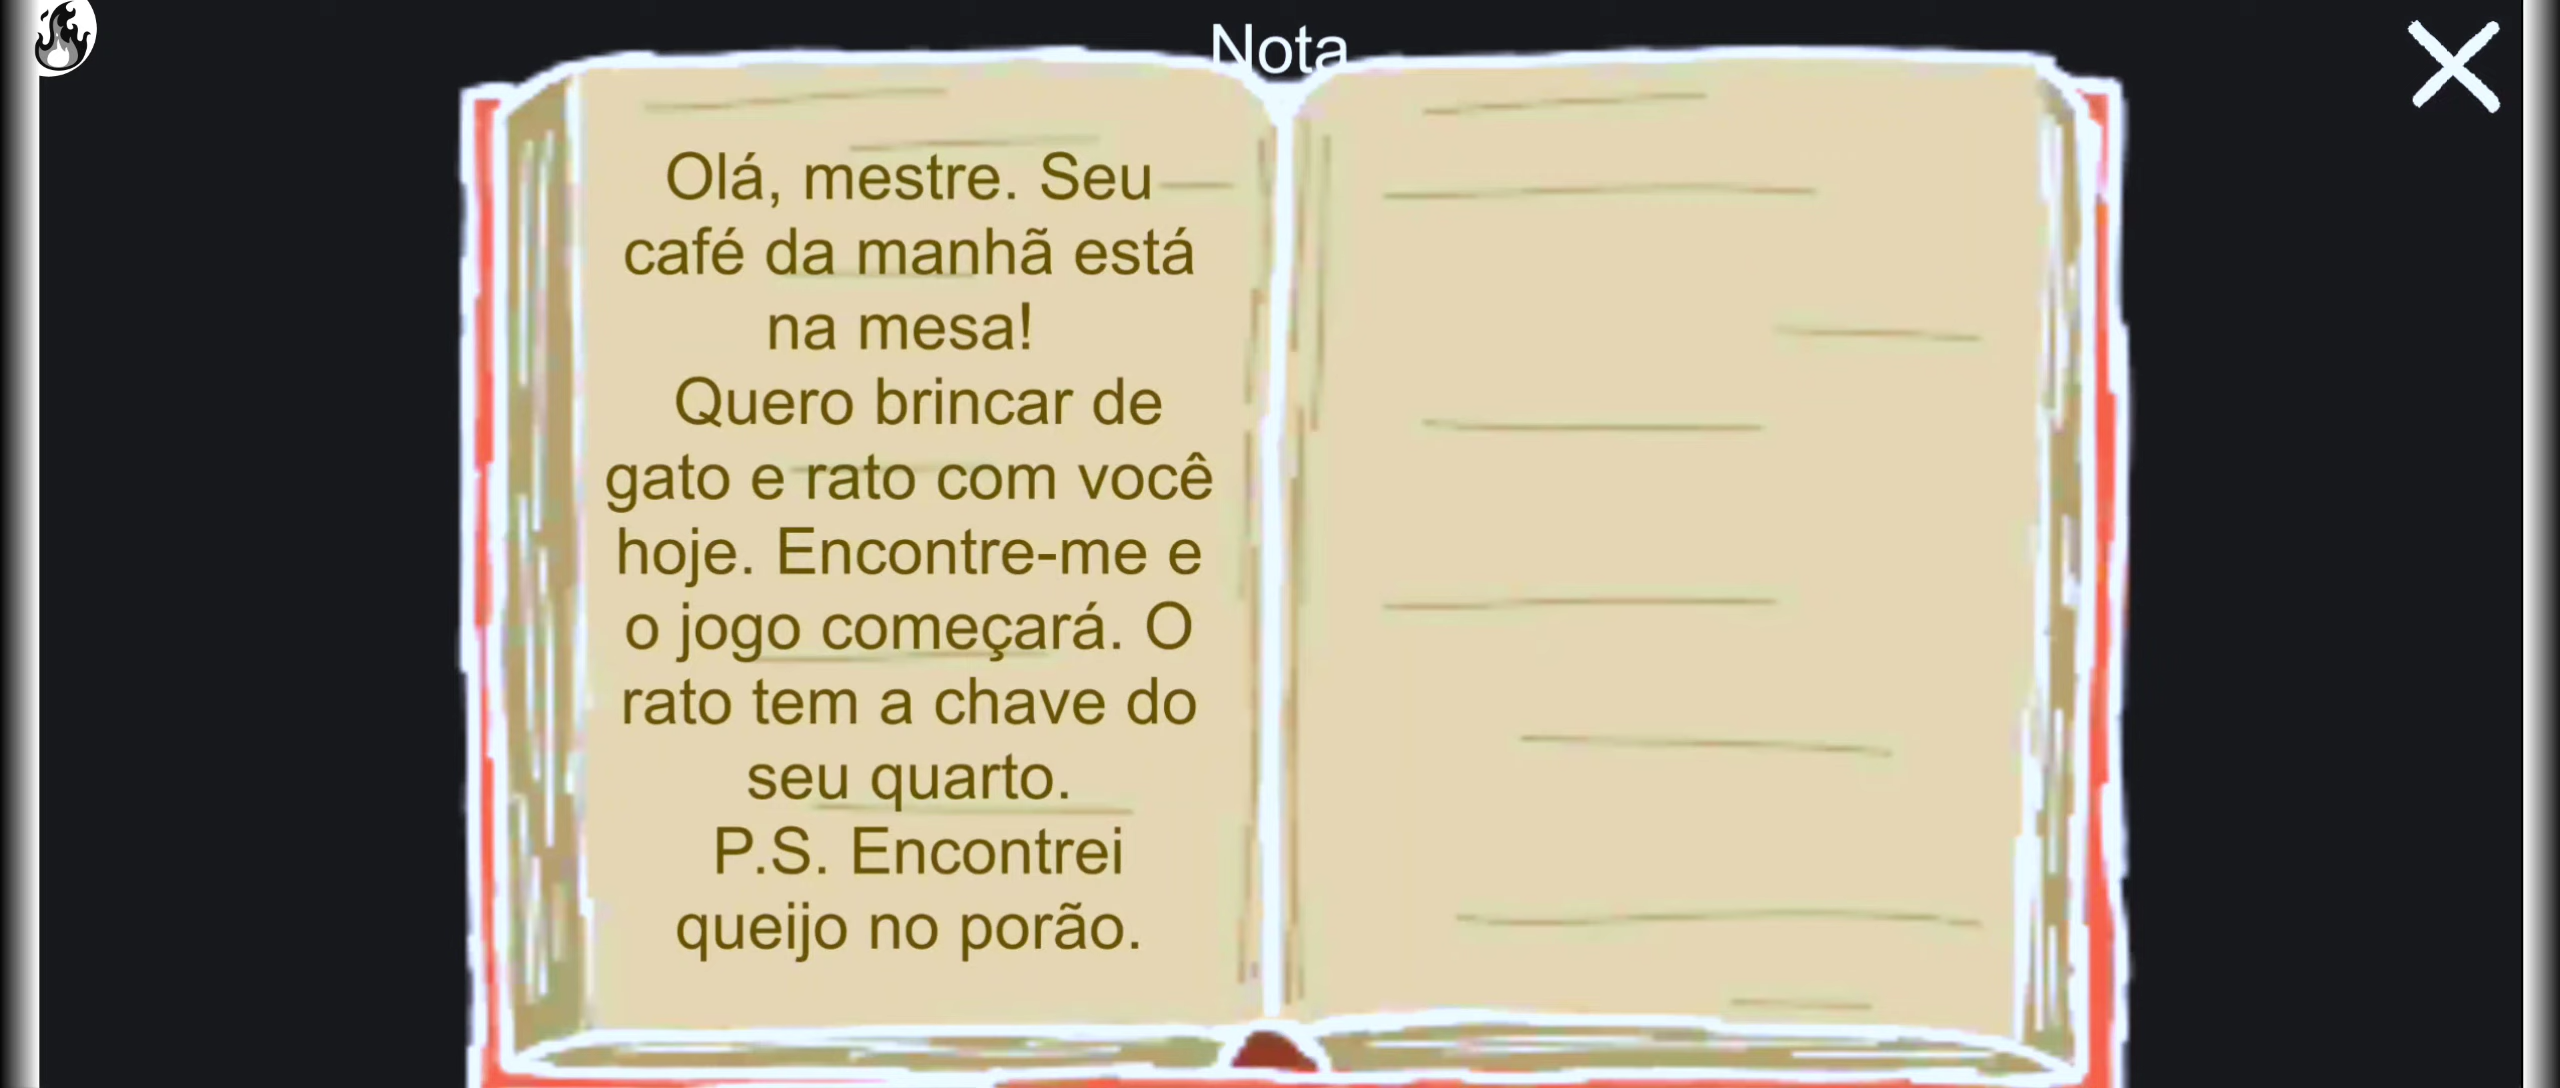 Nota
Olá, mestre. Seu
café da manhã está
na mesa!
Quero brincar de
gato e rato com você
hoje. Encontre-me e
o jogo começará. O
rato tem a chave do
seu quarto.
P.S. Encontrei
queijo no porão.